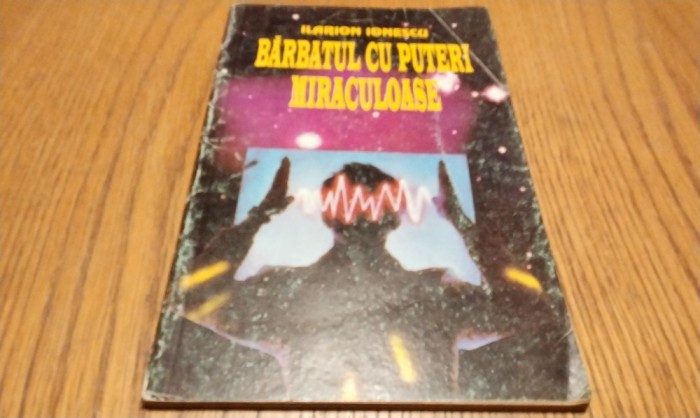 ILARION IONESCU
BĂRBATUL CU PUTERI
MIRACULOASE